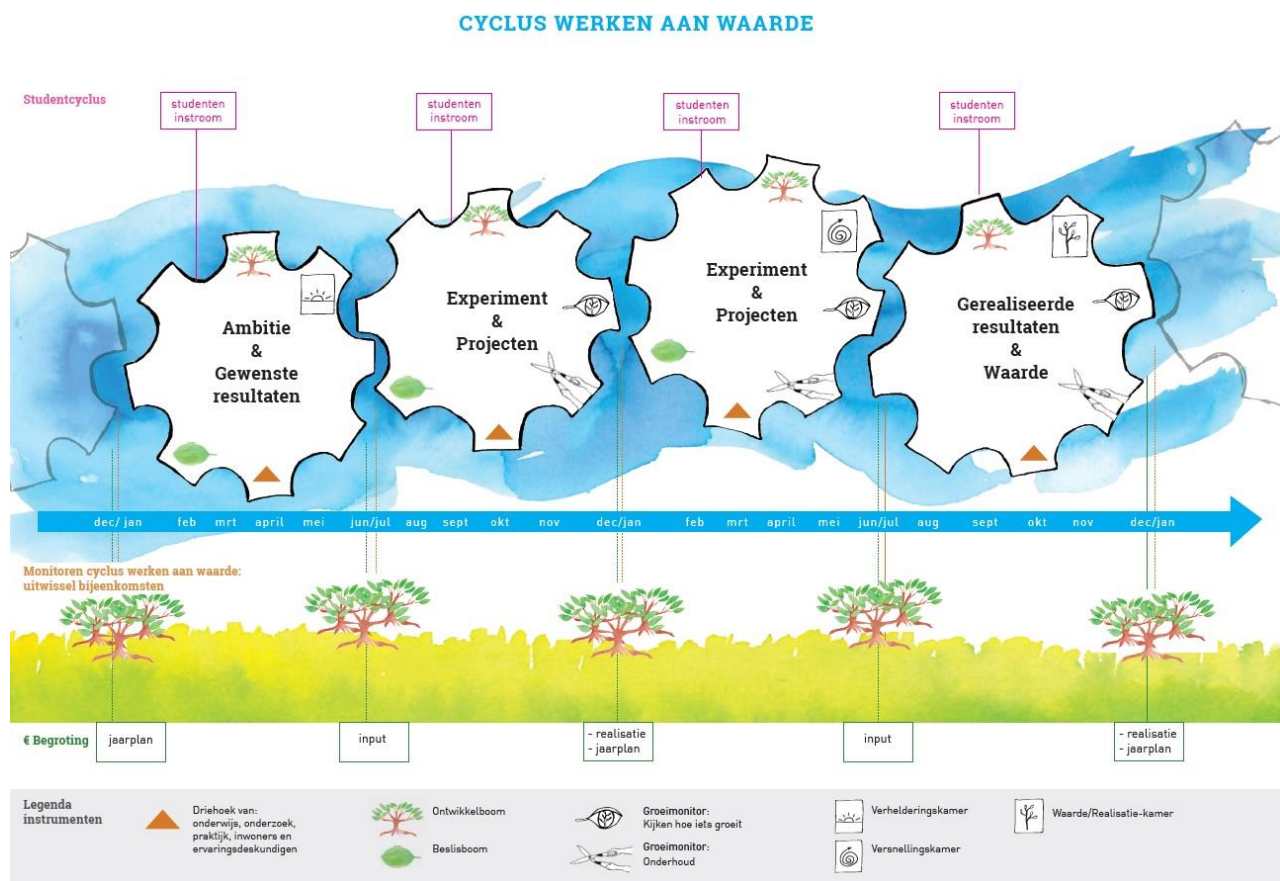 CYCLUS WERKEN AAN WAARDE
Studentcyclus
studenten
instroom
studenten
instroom
studenten
instroom
studenten
instroom
Ambitie
&
Gewenste
resultaten
Experiment
&
Projecten
Experiment
&
Projecten
Gerealiseerde
resultaten
&
Waarde
dec/ jan feb mrt april mei jun/jul aug sept okt nov dec/jan feb mrt april mei jun/jul aug sept okt nov dec/jan
Monitoren cyclus werken aan waarde:
uitwissel bijeenkomsten
€ Begroting
jaarplan
input
- realisatie
- jaarplan
input
- realisatie
- jaarplan
Legenda
instrumenten
Driehoek van:
onderwijs, onderzoek,
praktijk, inwoners en
ervaringsdeskundigen
Ontwikkelboom
Beslisboom
Groeimonitor:
Kijken hoe iets groeit
Groeimonitor:
Onderhoud
Verhelderingskamer
Versnellingskamer
Waarde/Realisatie-kamer